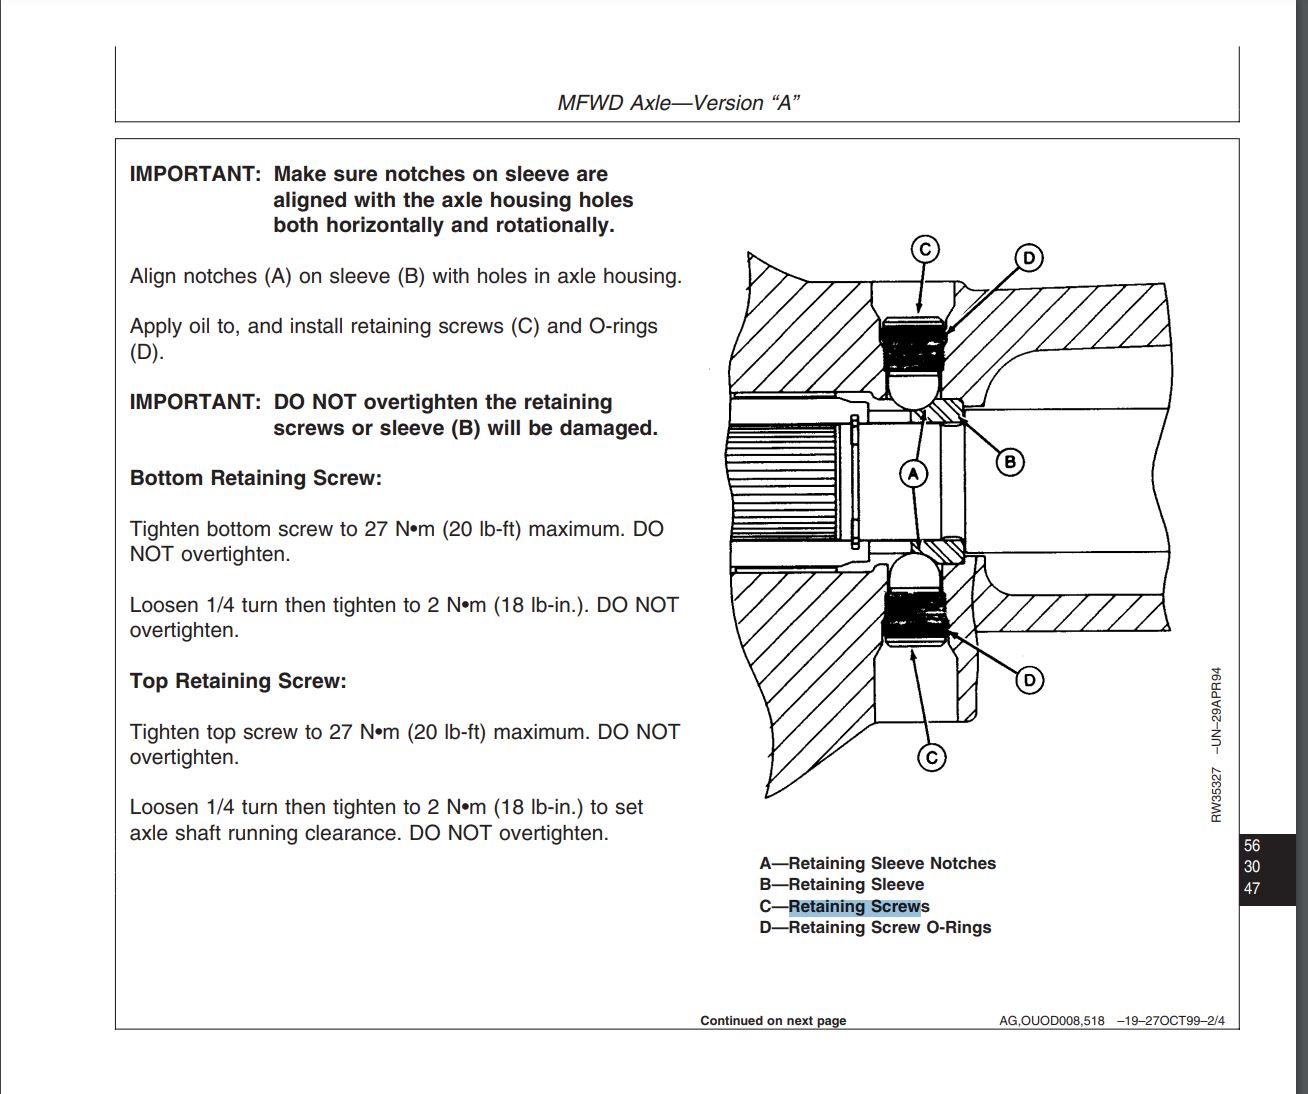 MFWD Axle—Version “A”
IMPORTANT: Make sure notches on sleeve are
aligned with the axle housing holes
both horizontally and rotationally.
Align notches (A) on sleeve (B) with holes in axle housing.
Apply oil to, and install retaining screws (C) and O-rings
(D).
IMPORTANT: DO NOT overtighten the retaining
screws or sleeve (B) will be damaged.
Bottom Retaining Screw:
Tighten bottom screw to 27 N•m (20 lb-ft) maximum. DO
NOT overtighten.
Loosen 1/4 turn then tighten to 2 N•m (18 lb-in.). DO NOT
overtighten.
Top Retaining Screw:
Tighten top screw to 27 N•m (20 lb-ft) maximum. DO NOT
overtighten.
Loosen 1/4 turn then tighten to 2 N•m (18 lb-in.) to set
axle shaft running clearance. DO NOT overtighten.
C
D
B
A
D
C
RW35327 –UN–29APR94
A—Retaining Sleeve Notches
B—Retaining Sleeve
C—Retaining Screws
D—Retaining Screw O-Rings
56
30
47
Continued on next page
AG,OUOD008,518 –19–27OCT99–2/4